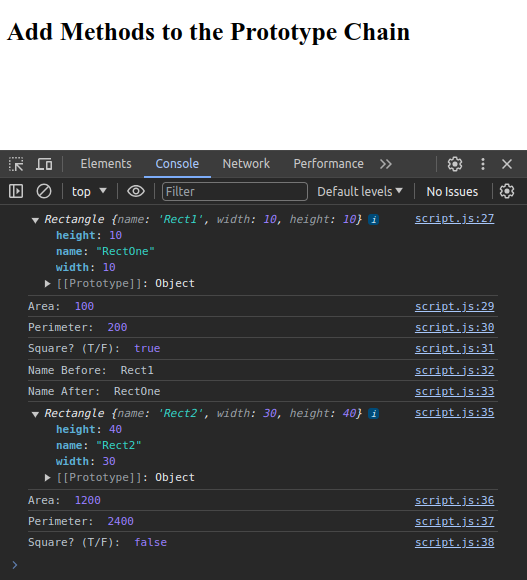 Add Methods to the Prototype Chain
Elements Console Network Performance
top Filter Default levels No Issues
Rectangle {name: 'Rect1', width: 10, height: 10} i script.js:27
height: 10
name: "RectOne"
width: 10
[[Prototype]]: Object
Area: 100 script.js:29
Perimeter: 200 script.js:30
Square? (T/F): true script.js:31
Name Before: Rect1 script.js:32
Name After: RectOne script.js:33
Rectangle {name: 'Rect2', width: 30, height: 40} i script.js:35
height: 40
name: "Rect2"
width: 30
[[Prototype]]: Object
Area: 1200 script.js:36
Perimeter: 2400 script.js:37
Square? (T/F): false script.js:38